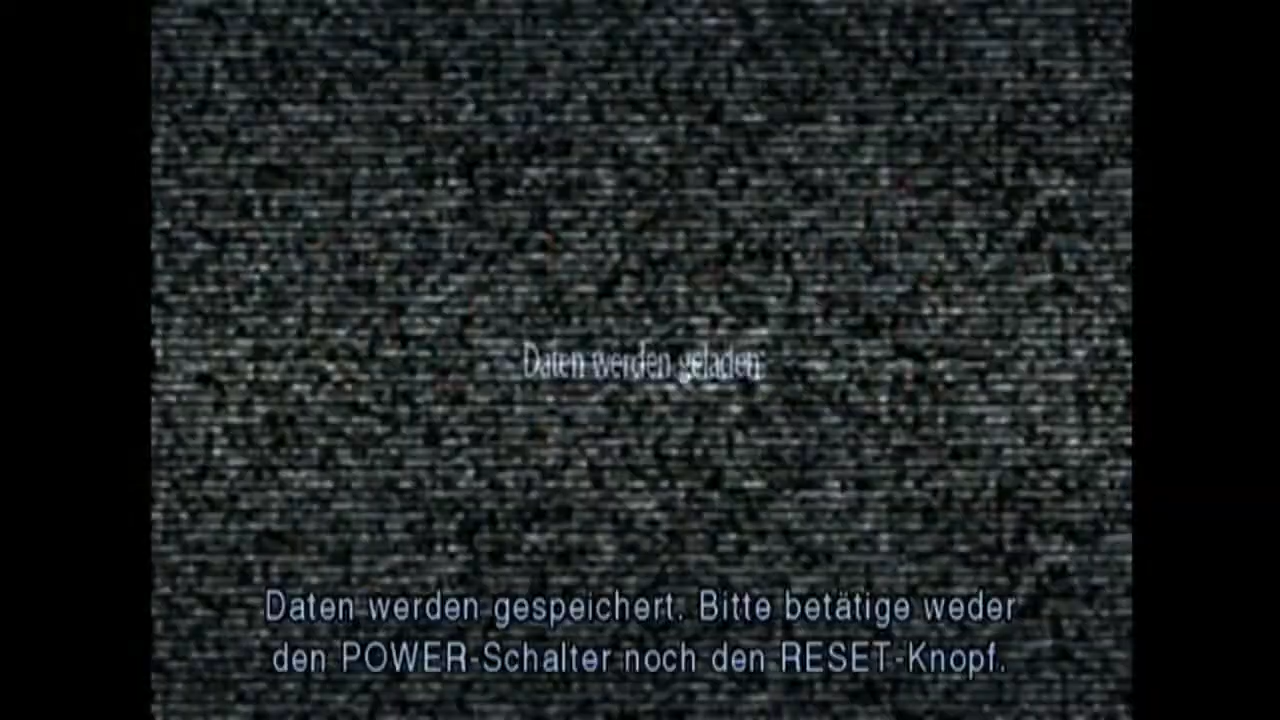 Daten werden geladen.
Daten werden gespeichert. Bitte betätige weder
den POWER-Schalter noch den RESET-Knopf.